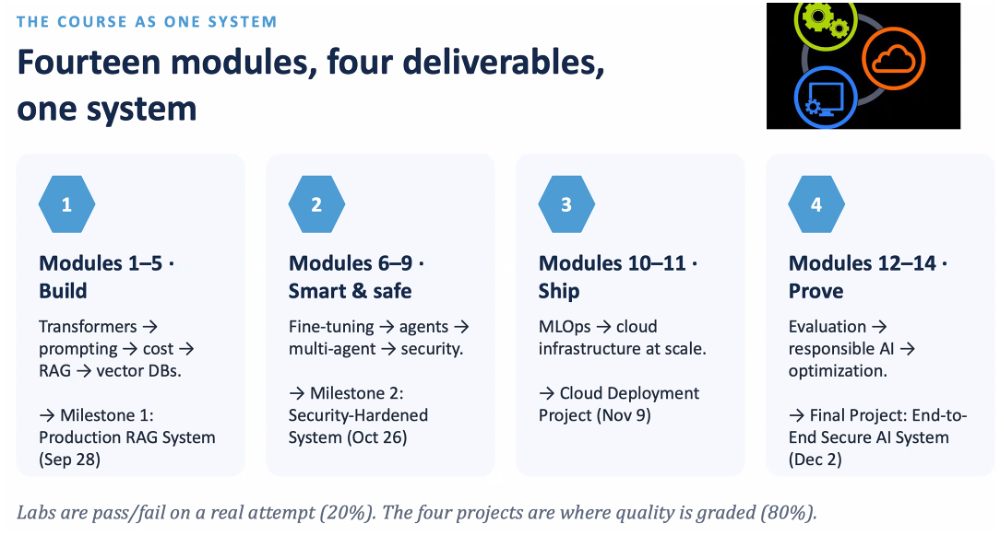 THE COURSE AS ONE SYSTEM
Fourteen modules, four deliverables,
one system
1
Modules 1–5 ·
Build
Transformers →
prompting → cost →
RAG → vector DBs.
→ Milestone 1:
Production RAG System
(Sep 28)
2
Modules 6–9 ·
Smart & safe
Fine-tuning → agents →
multi-agent → security.
→ Milestone 2:
Security-Hardened
System (Oct 26)
3
Modules 10–11 ·
Ship
MLOps → cloud
infrastructure at scale.
→ Cloud Deployment
Project (Nov 9)
4
Modules 12–14 ·
Prove
Evaluation →
responsible AI →
optimization.
→ Final Project: End-to-
End Secure AI System
(Dec 2)
Labs are pass/fail on a real attempt (20%). The four projects are where quality is graded (80%).